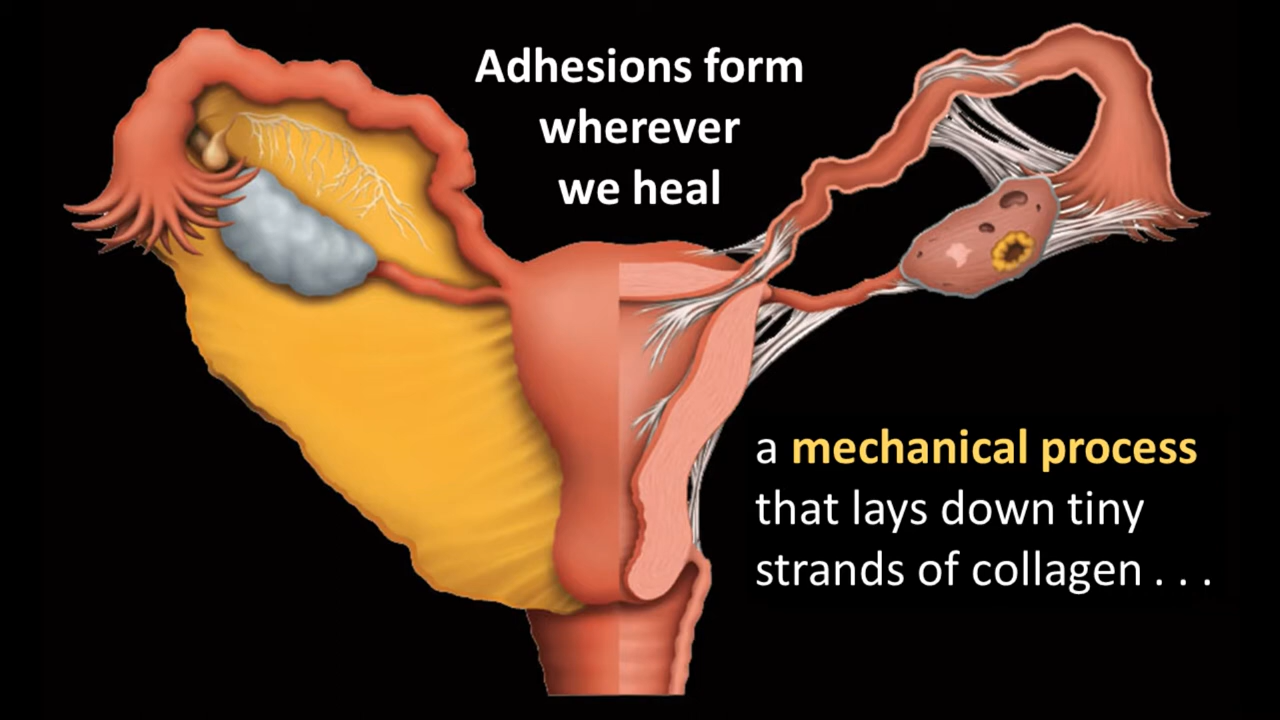 Adhesions form
wherever
we heal
a mechanical process
that lays down tiny
strands of collagen . . .